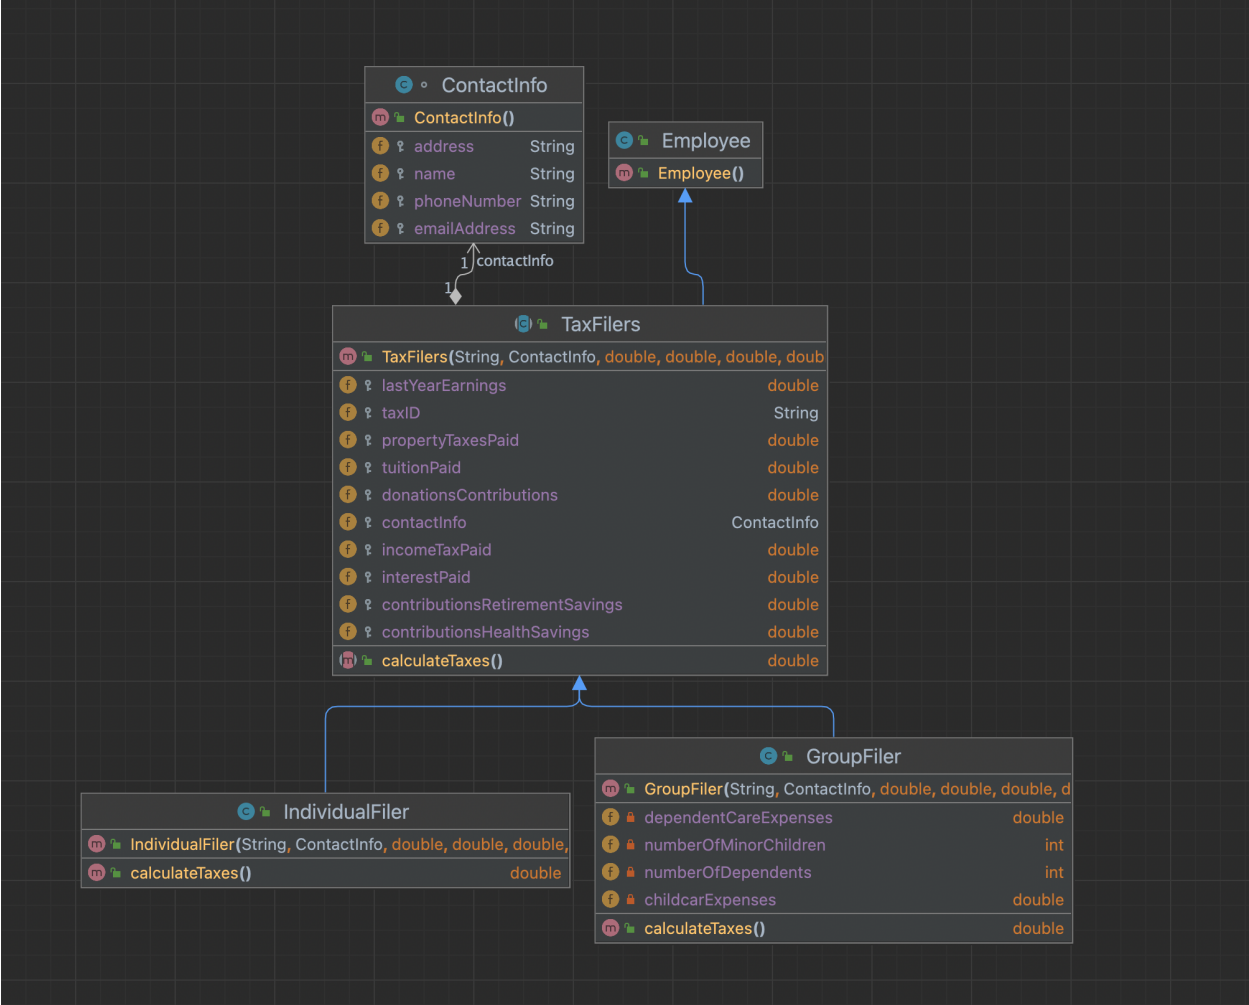 ContactInfo
ContactInfo()
address String
name String
phoneNumber String
emailAddress String
Employee
Employee()
1 contactInfo
1
TaxFilers
TaxFilers(String, ContactInfo, double, double, double, doub
lastYearEarnings double
taxID String
propertyTaxesPaid double
tuitionPaid double
donationsContributions double
contactInfo ContactInfo
incomeTaxPaid double
interestPaid double
contributionsRetirementSavings double
contributionsHealthSavings double
calculateTaxes() double
IndividualFiler
IndividualFiler(String, ContactInfo, double, double, double,
calculateTaxes() double
GroupFiler
GroupFiler(String, ContactInfo, double, double, double, d
dependentCareExpenses double
numberOfMinorChildren int
numberOfDependents int
childcarExpenses double
calculateTaxes() double